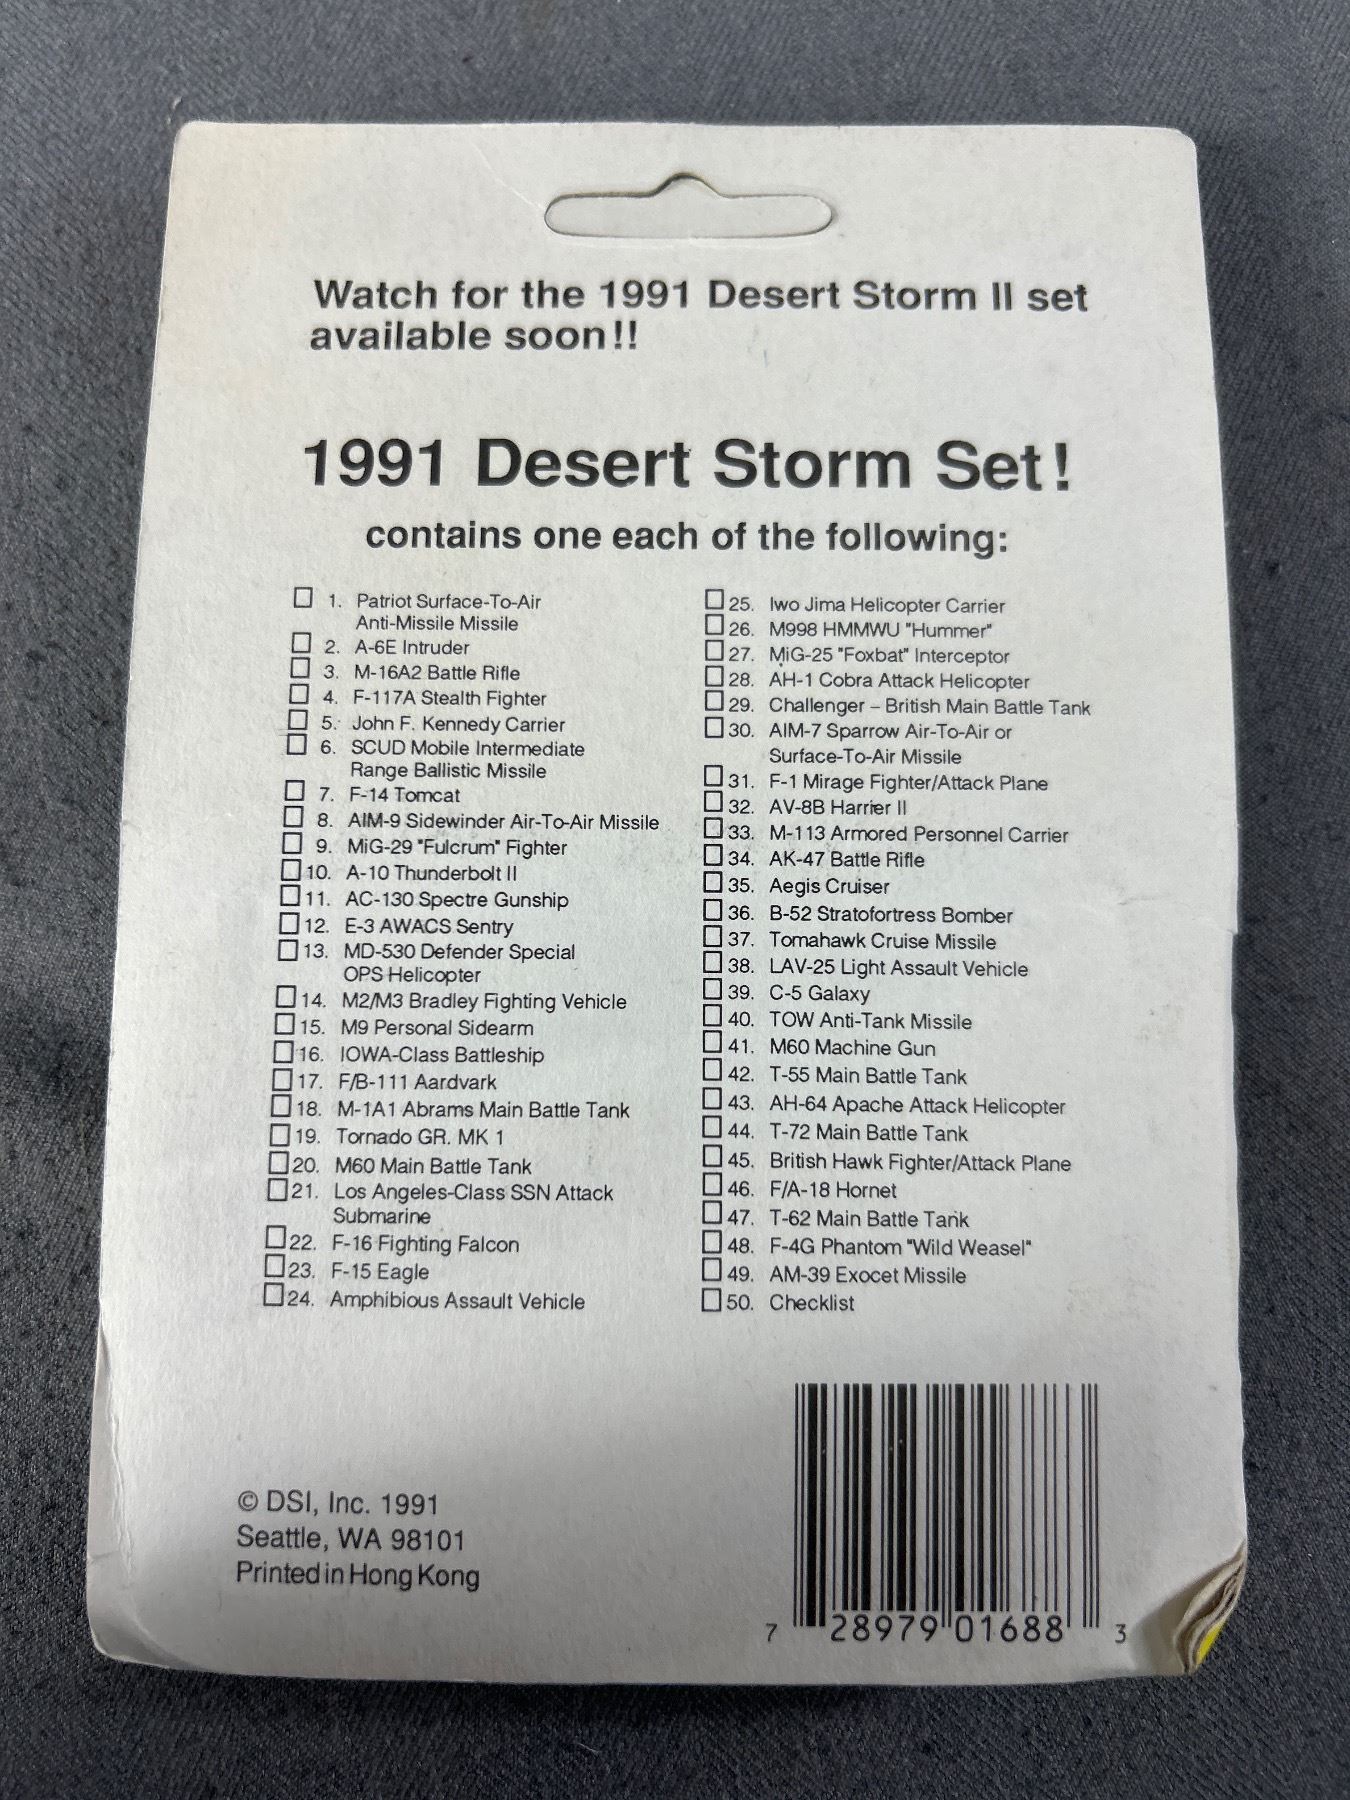 Watch for the 1991 Desert Storm II set
available soon!!
1991 Desert Storm Set!
contains one each of the following:
1. Patriot Surface-To-Air
Anti-Missile Missile
2. A-6E Intruder
3. M-16A2 Battle Rifle
4. F-117A Stealth Fighter
5. John F. Kennedy Carrier
6. SCUD Mobile Intermediate
Range Ballistic Missile
7. F-14 Tomcat
8. AIM-9 Sidewinder Air-To-Air Missile
9. MiG-29 "Fulcrum" Fighter
10. A-10 Thunderbolt II
11. AC-130 Spectre Gunship
12. E-3 AWACS Sentry
13. MD-530 Defender Special
OPS Helicopter
14. M2/M3 Bradley Fighting Vehicle
15. M9 Personal Sidearm
16. IOWA-Class Battleship
17. F/B-111 Aardvark
18. M-1A1 Abrams Main Battle Tank
19. Tornado GR. MK 1
20. M60 Main Battle Tank
21. Los Angeles-Class SSN Attack
Submarine
22. F-16 Fighting Falcon
23. F-15 Eagle
24. Amphibious Assault Vehicle
25. Iwo Jima Helicopter Carrier
26. M998 HMMWU "Hummer"
27. MiG-25 "Foxbat" Interceptor
28. AH-1 Cobra Attack Helicopter
29. Challenger – British Main Battle Tank
30. AIM-7 Sparrow Air-To-Air or
Surface-To-Air Missile
31. F-1 Mirage Fighter/Attack Plane
32. AV-8B Harrier II
33. M-113 Armored Personnel Carrier
34. AK-47 Battle Rifle
35. Aegis Cruiser
36. B-52 Stratofortress Bomber
37. Tomahawk Cruise Missile
38. LAV-25 Light Assault Vehicle
39. C-5 Galaxy
40. TOW Anti-Tank Missile
41. M60 Machine Gun
42. T-55 Main Battle Tank
43. AH-64 Apache Attack Helicopter
44. T-72 Main Battle Tank
45. British Hawk Fighter/Attack Plane
46. F/A-18 Hornet
47. T-62 Main Battle Tank
48. F-4G Phantom "Wild Weasel"
49. AM-39 Exocet Missile
50. Checklist
© DSI, Inc. 1991
Seattle, WA 98101
Printed in Hong Kong
7 28979 01688 3